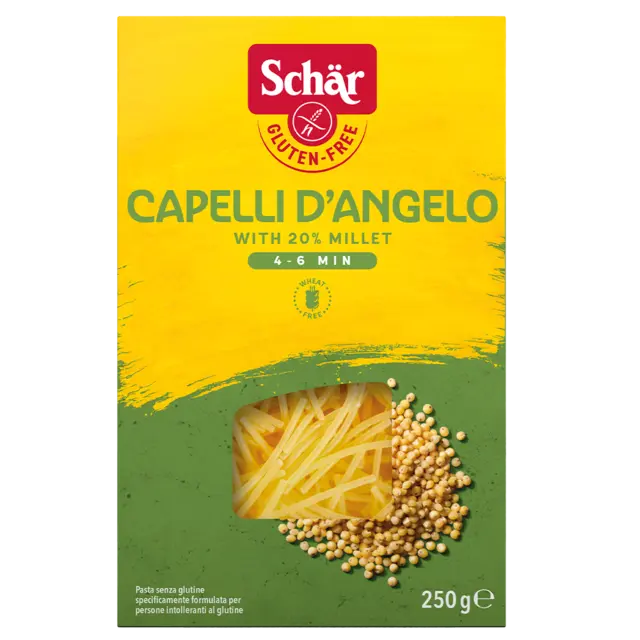 Schär
GLUTEN-FREE
CAPELLI D'ANGELO
WITH 20% MILLET
4-6 MIN
WHEAT
FREE
Pasta senza glutine
specificamente formulata per
persone intolleranti al glutine
250g℮